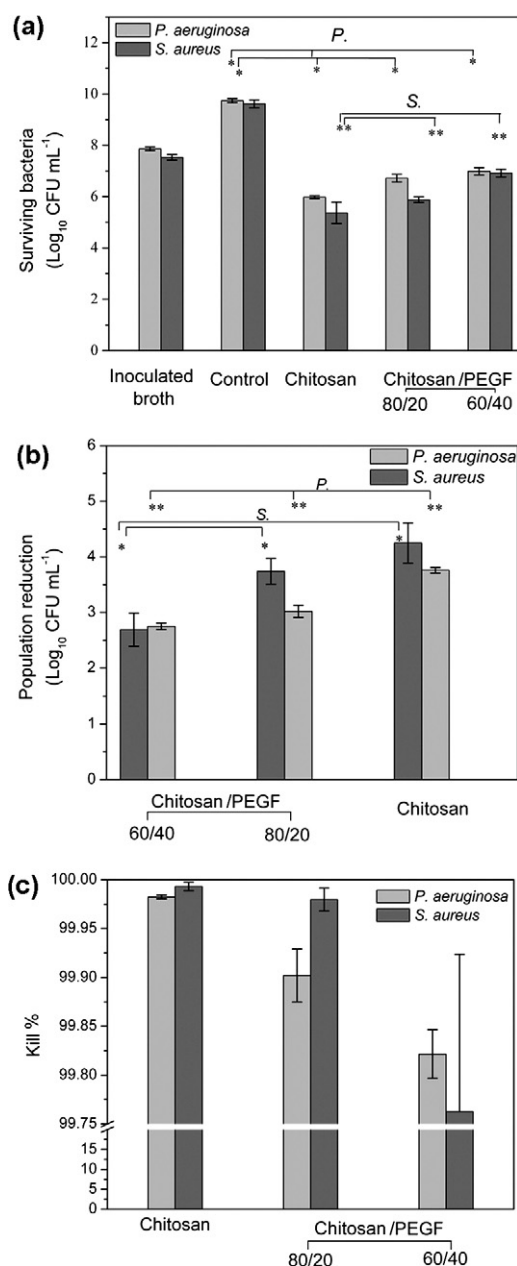 (a)
P. aeruginosa
S. aureus
P.
* * * * *
S.
** ** **
12
10
8
6
4
2
0
Surviving bacteria
(Log10 CFU mL-1)
Inoculated broth
Control
Chitosan
Chitosan/PEGF
80/20 60/40
(b)
P. aeruginosa
S. aureus
P.
** ** **
S.
* * *
6
5
4
3
2
1
0
Population reduction
(Log10 CFU mL-1)
Chitosan/PEGF
60/40 80/20
Chitosan
(c)
P. aeruginosa
S. aureus
100.00
99.95
99.90
99.85
99.80
99.75
15
10
5
0
Kill %
Chitosan
Chitosan/PEGF
80/20 60/40